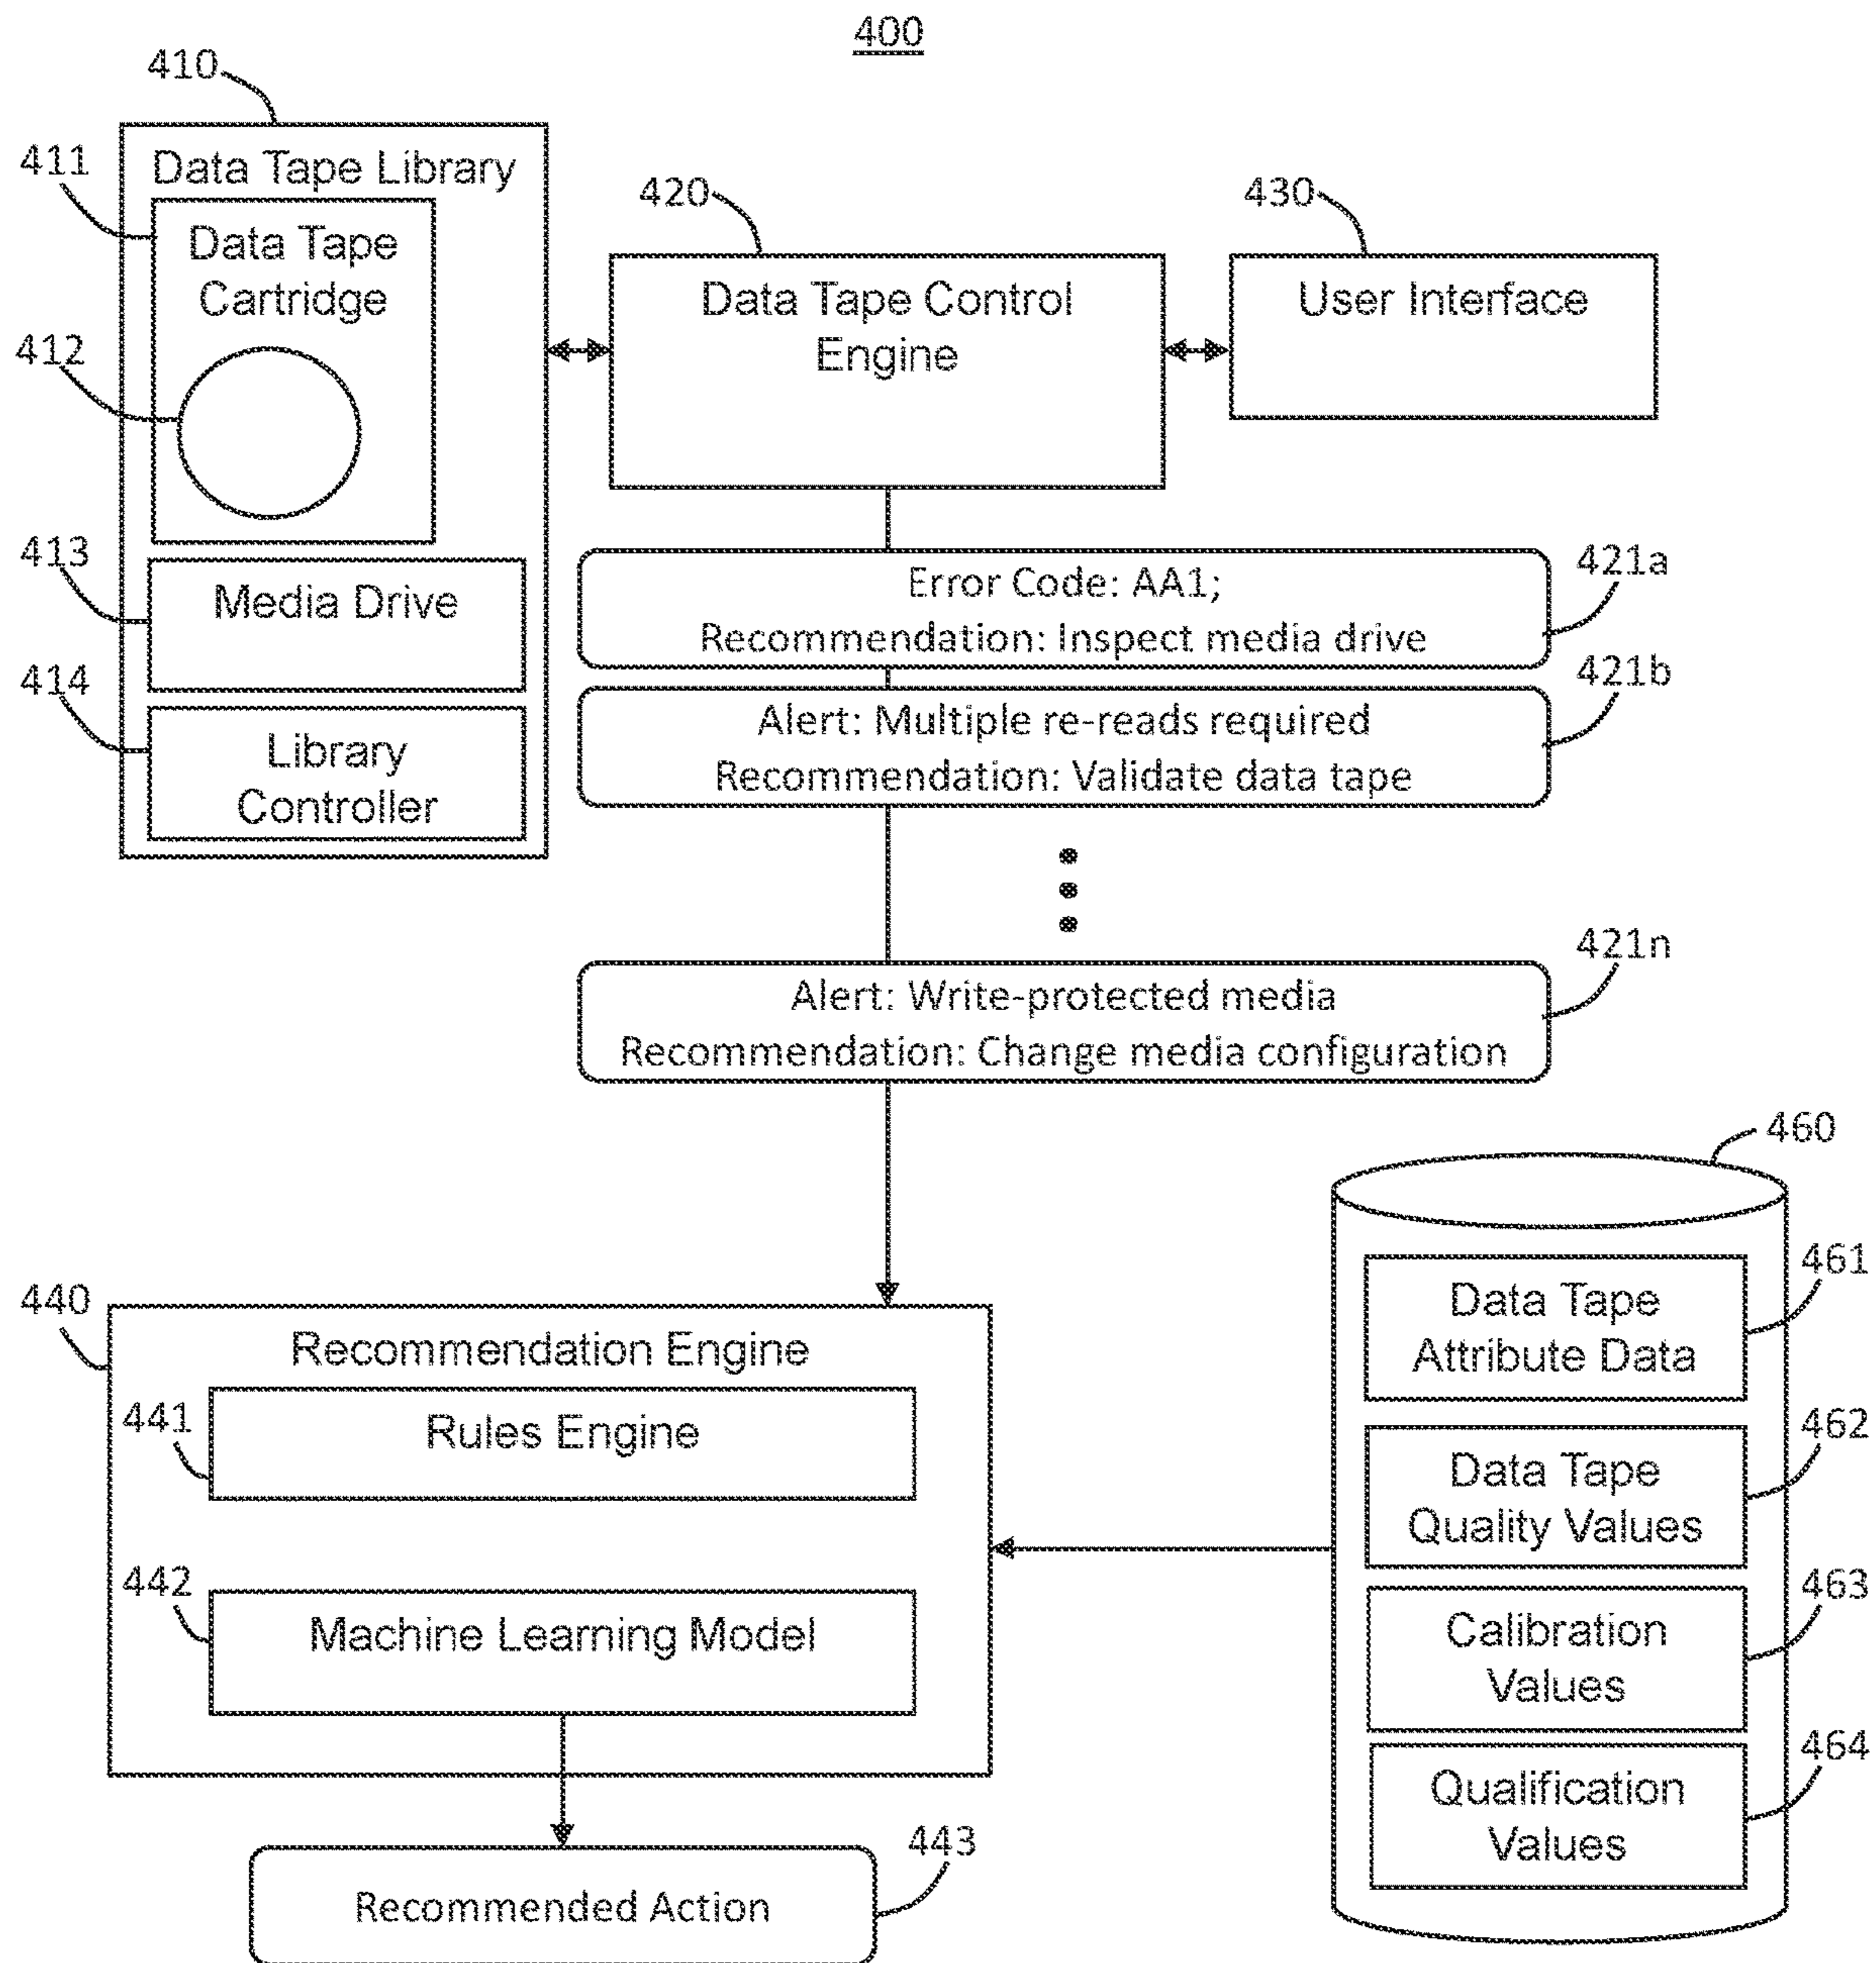 400
410
411
Data Tape Library
Data Tape
Cartridge
412
420
Data Tape Control
Engine
430
User Interface
413
Media Drive
414
Library
Controller
Error Code: AA1;
Recommendation: Inspect media drive
421a
Alert: Multiple re-reads required
Recommendation: Validate data tape
421b
Alert: Write-protected media
Recommendation: Change media configuration
421n
440
Recommendation Engine
441
Rules Engine
442
Machine Learning Model
443
Recommended Action
460
Data Tape
Attribute Data
461
Data Tape
Quality Values
462
Calibration
Values
463
Qualification
Values
464